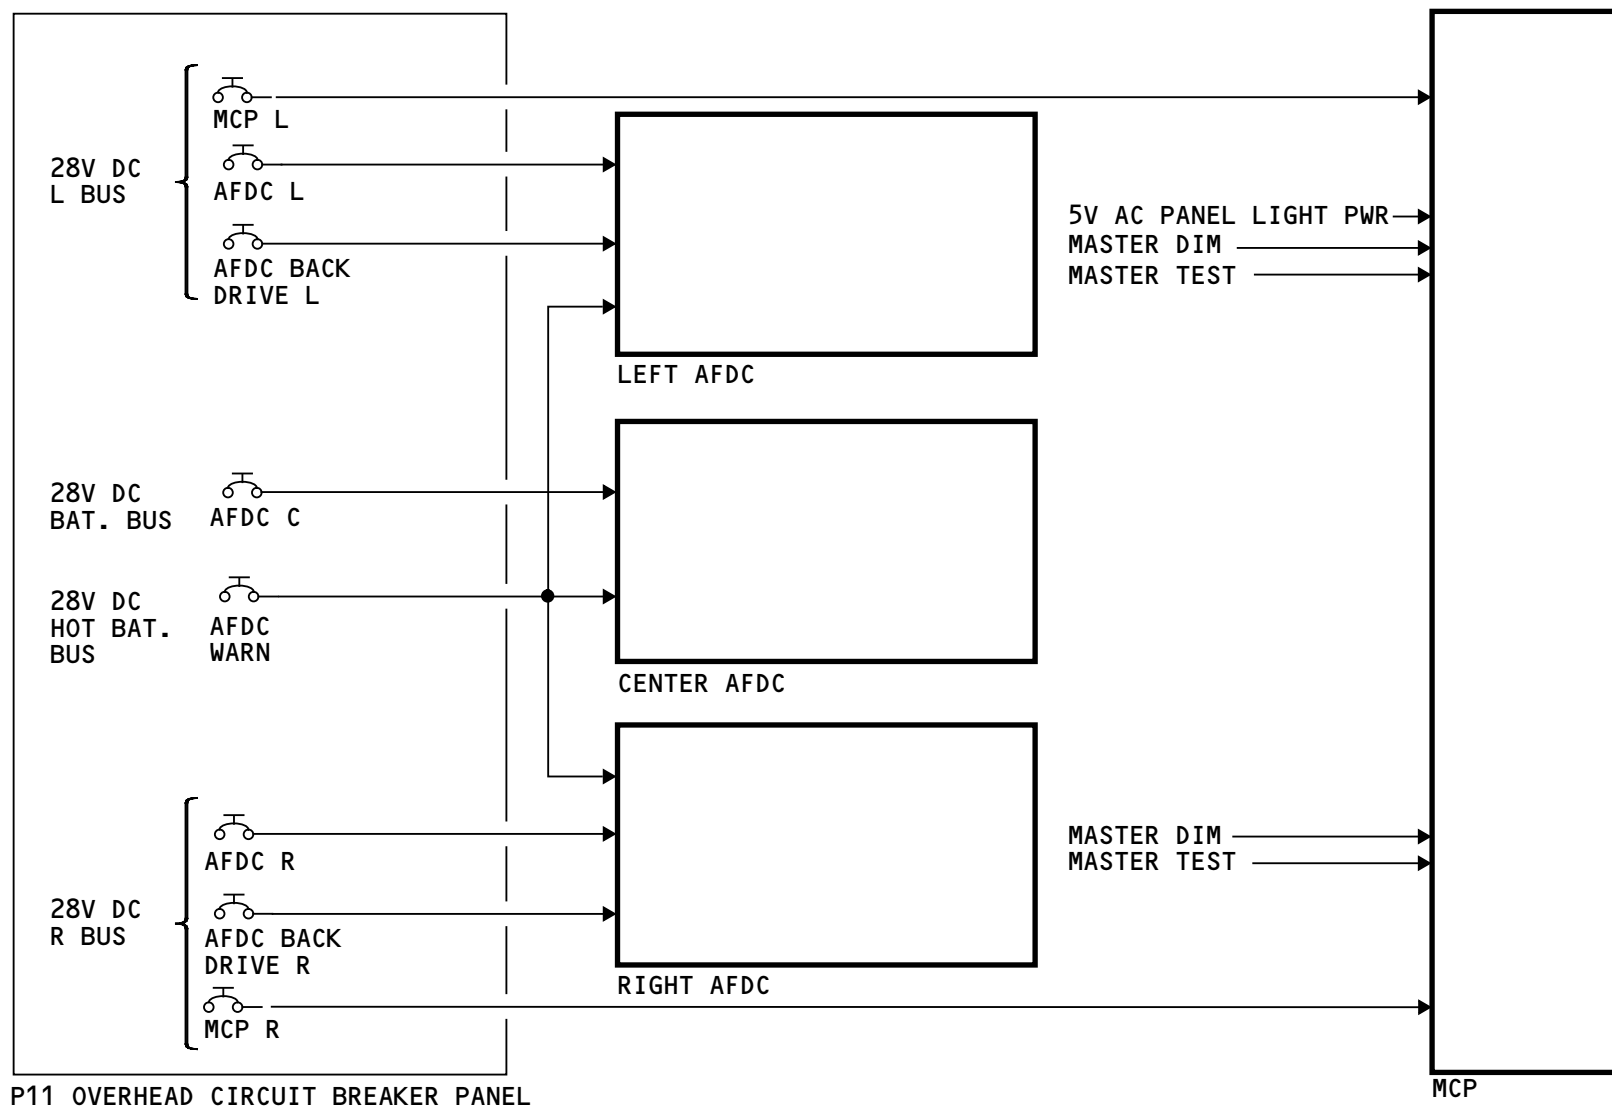 MCP L
28V DC
L BUS
AFDC L
AFDC BACK
DRIVE L
5V AC PANEL LIGHT PWR
MASTER DIM
MASTER TEST
LEFT AFDC
28V DC
BAT. BUS
AFDC C
28V DC
HOT BAT.
BUS
AFDC
WARN
CENTER AFDC
AFDC R
28V DC
R BUS
AFDC BACK
DRIVE R
MCP R
MASTER DIM
MASTER TEST
RIGHT AFDC
P11 OVERHEAD CIRCUIT BREAKER PANEL
MCP